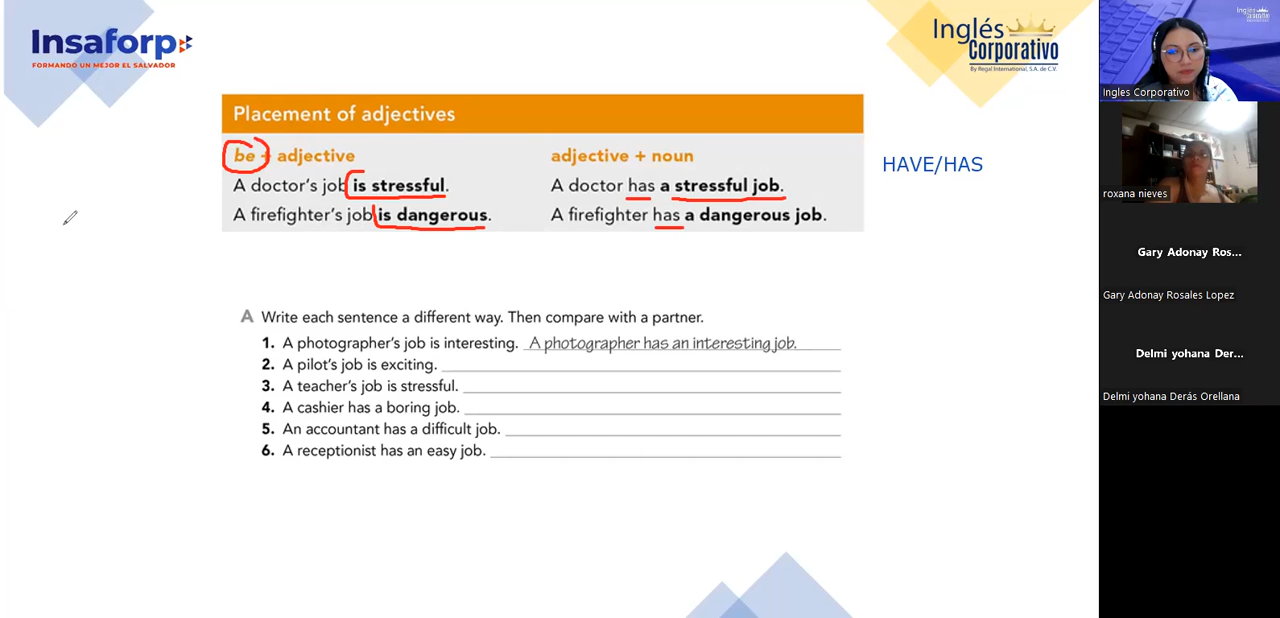 Insaforp
FORMANDO UN MEJOR EL SALVADOR
Inglés
Corporativo
By Regal International, S.A. de C.V.
Placement of adjectives
be + adjective
A doctor's job is stressful.
A firefighter's job is dangerous.
adjective + noun
A doctor has a stressful job.
A firefighter has a dangerous job.
HAVE/HAS
A Write each sentence a different way. Then compare with a partner.
1. A photographer's job is interesting. A photographer has an interesting job.
2. A pilot's job is exciting.
3. A teacher's job is stressful.
4. A cashier has a boring job.
5. An accountant has a difficult job.
6. A receptionist has an easy job.
Ingles Corporativo
roxana nieves
Gary Adonay Ros...
Gary Adonay Rosales Lopez
Delmi yohana Der...
Delmi yohana Derás Orellana